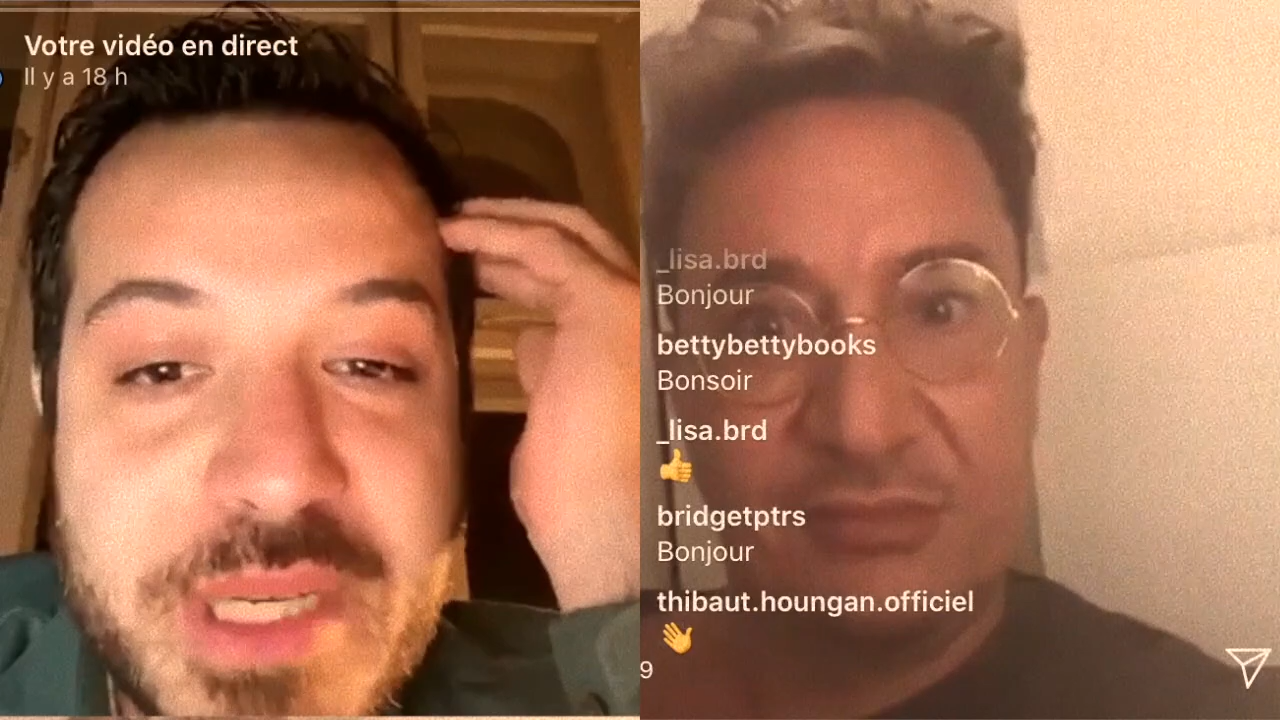 Votre vidéo en direct
Il y a 18 h
_lisa.brd
Bonjour
bettybettybooks
Bonsoir
_lisa.brd
👍
bridgetptrs
Bonjour
thibaut.houngan.officiel
👋
9